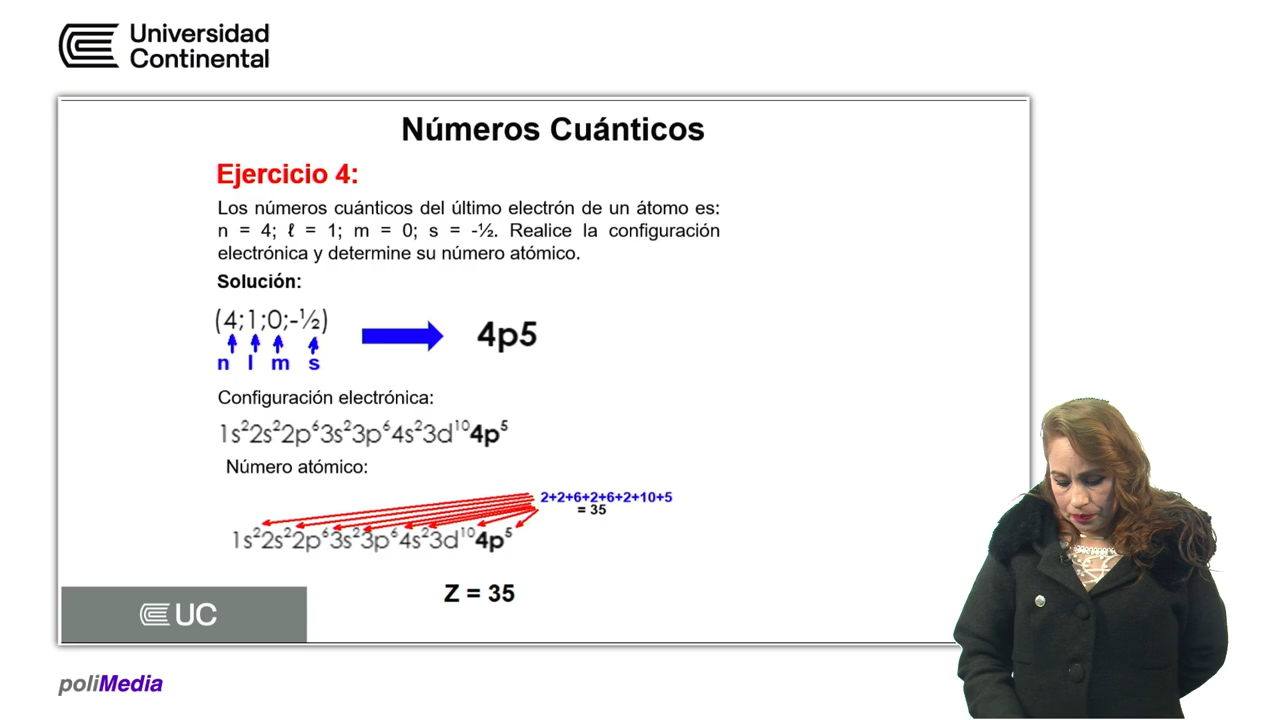 Universidad
Continental
Números Cuánticos
Ejercicio 4:
Los números cuánticos del último electrón de un átomo es:
n = 4; ℓ = 1; m = 0; s = -½. Realice la configuración
electrónica y determine su número atómico.
Solución:
(4;1;0;-½)
4p5
n l m s
Configuración electrónica:
1s²2s²2p⁶3s²3p⁶4s²3d¹⁰4p⁵
Número atómico:
2+2+6+2+6+2+10+5
= 35
1s²2s²2p⁶3s²3p⁶4s²3d¹⁰4p⁵
Z = 35
UC
poliMedia